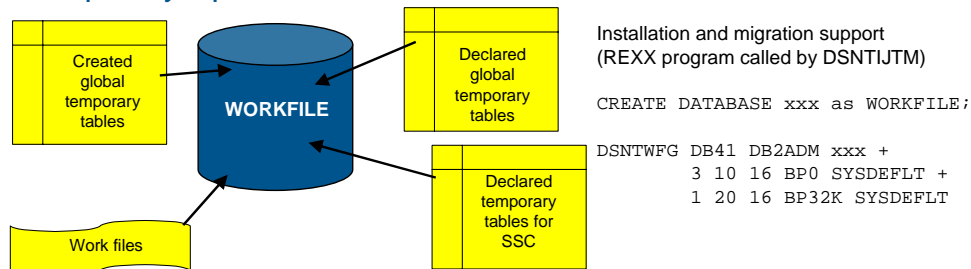 Created
global
temporary
tables
WORKFILE
Declared
global
temporary
tables
Declared
temporary
tables for
SSC
Work files
Installation and migration support
(REXX program called by DSNTIJTM)
CREATE DATABASE xxx as WORKFILE;
DSNTWFG DB41 DB2ADM xxx +
3 10 16 BP0 SYSDEFLT +
1 20 16 BP32K SYSDEFLT